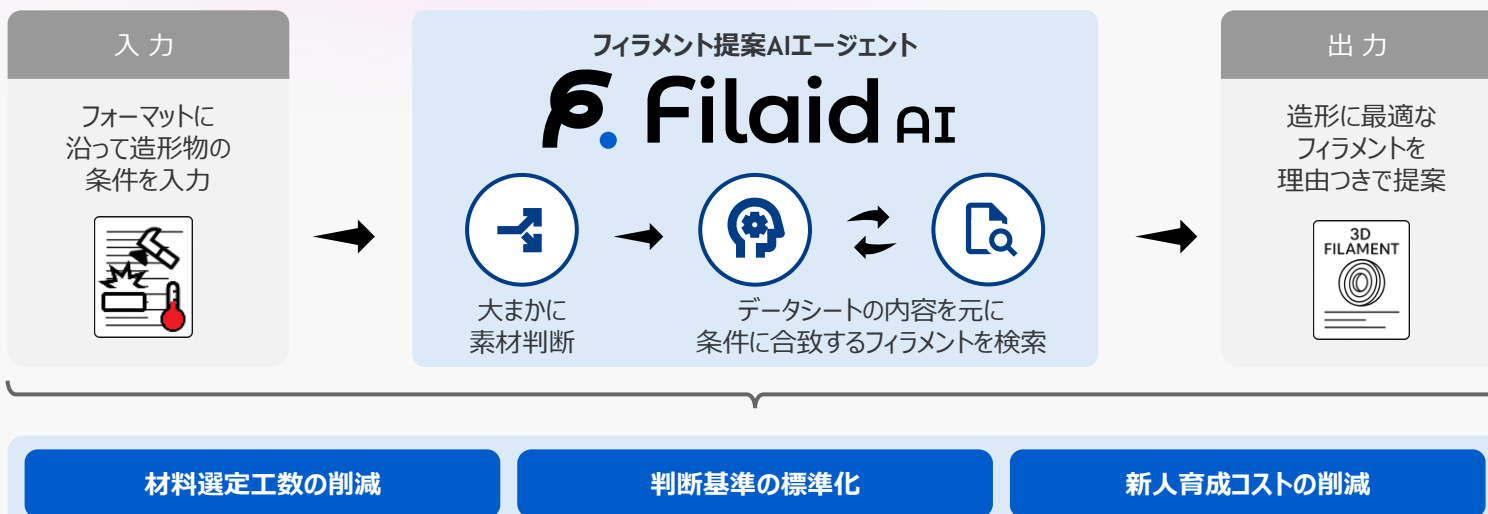 入 力
フォーマットに
沿って造形物の
条件を入力
フィラメント提案AIエージェント
Filaid AI
大まかに
素材判断
データシートの内容を元に
条件に合致するフィラメントを検索
出 力
造形に最適な
フィラメントを
理由つきで提案
3D
FILAMENT
材料選定工数の削減
判断基準の標準化
新人育成コストの削減